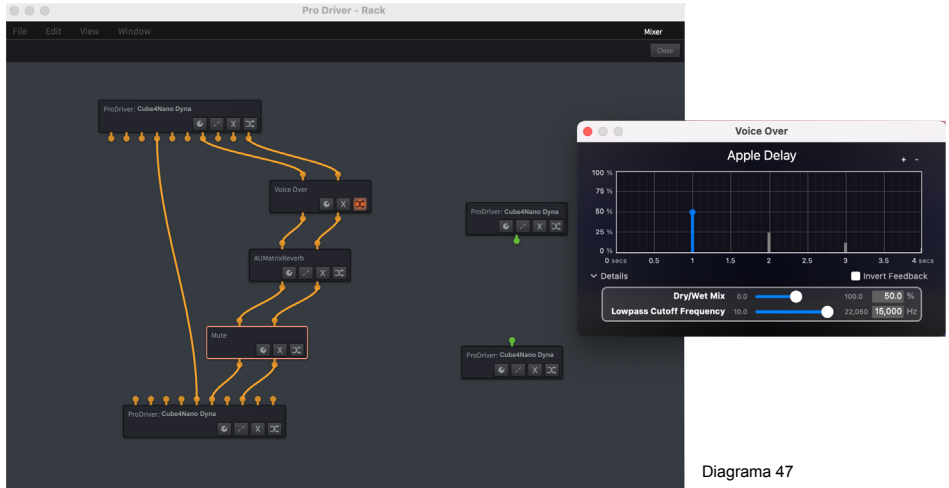 Pro Driver - Rack
File Edit View Window Mixer
Close
ProDriver: Cube4Nano Dyna
X
Voice Over
X
AUMatrixReverb
X
Mute
X
ProDriver: Cube4Nano Dyna
X
ProDriver: Cube4Nano Dyna
X
ProDriver: Cube4Nano Dyna
X
Voice Over
Apple Delay
+ -
100 %
75 %
50 %
25 %
0 %
0 secs 0.5 1 1.5 2 2.5 3 3.5 4 secs
Details Invert Feedback
Dry/Wet Mix 0.0 100.0 50.0 %
Lowpass Cutoff Frequency 10.0 22,050 15,000 Hz
Diagrama 47